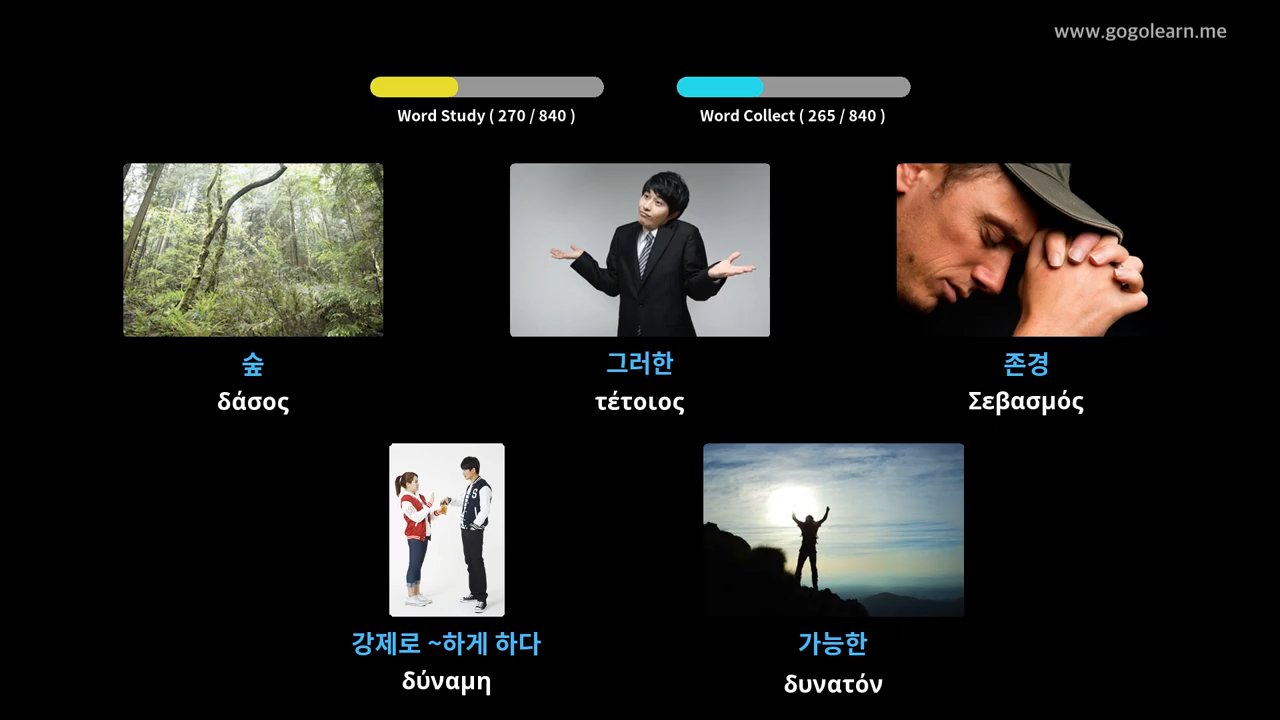 www.gogolearn.me
Word Study ( 270 / 840 )
Word Collect ( 265 / 840 )
숲
δάσος
그러한
τέτοιος
존경
Σεβασμός
강제로 ~하게 하다
δύναμη
가능한
δυνατόν